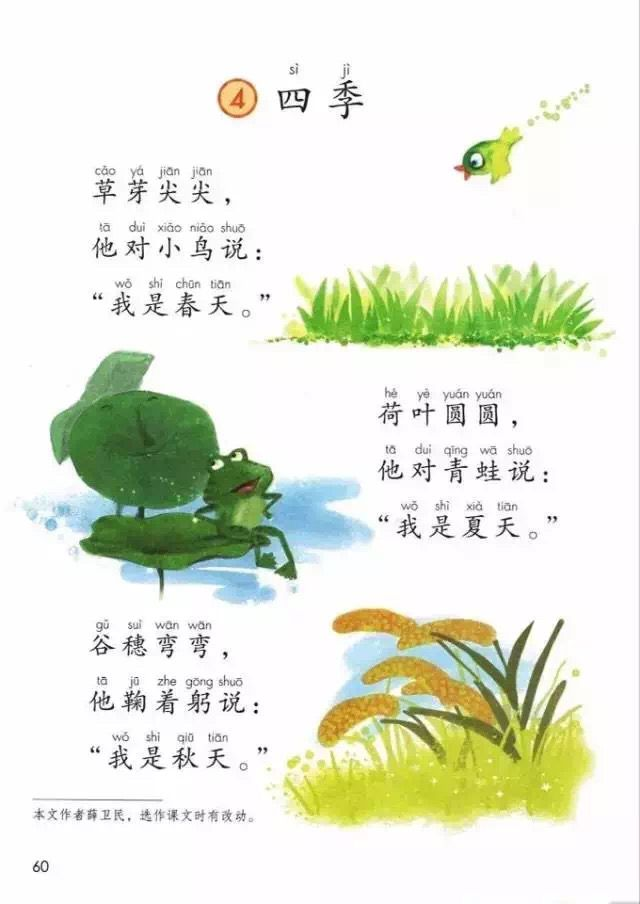 sì jì
④ 四季
cǎo yá jiān jiān
草芽尖尖，
tā duì xiǎo niǎo shuō
他对小鸟说：
wǒ shì chūn tiān
“我是春天。”
hé yè yuán yuán
荷叶圆圆，
tā duì qīng wā shuō
他对青蛙说：
wǒ shì xià tiān
“我是夏天。”
gǔ suì wān wān
谷穗弯弯，
tā jū zhe gōng shuō
他鞠着躬说：
wǒ shì qiū tiān
“我是秋天。”
本文作者薛卫民，选作课文时有改动。
60